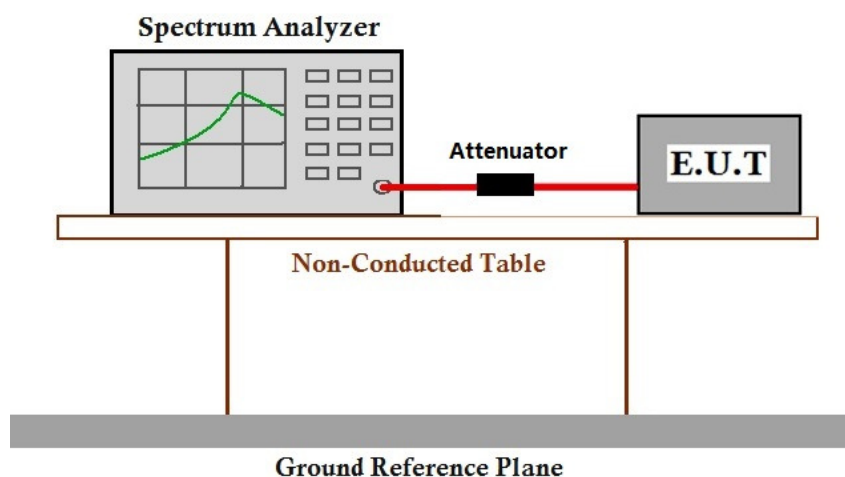 Spectrum Analyzer
Attenuator
E.U.T
Non-Conducted Table
Ground Reference Plane